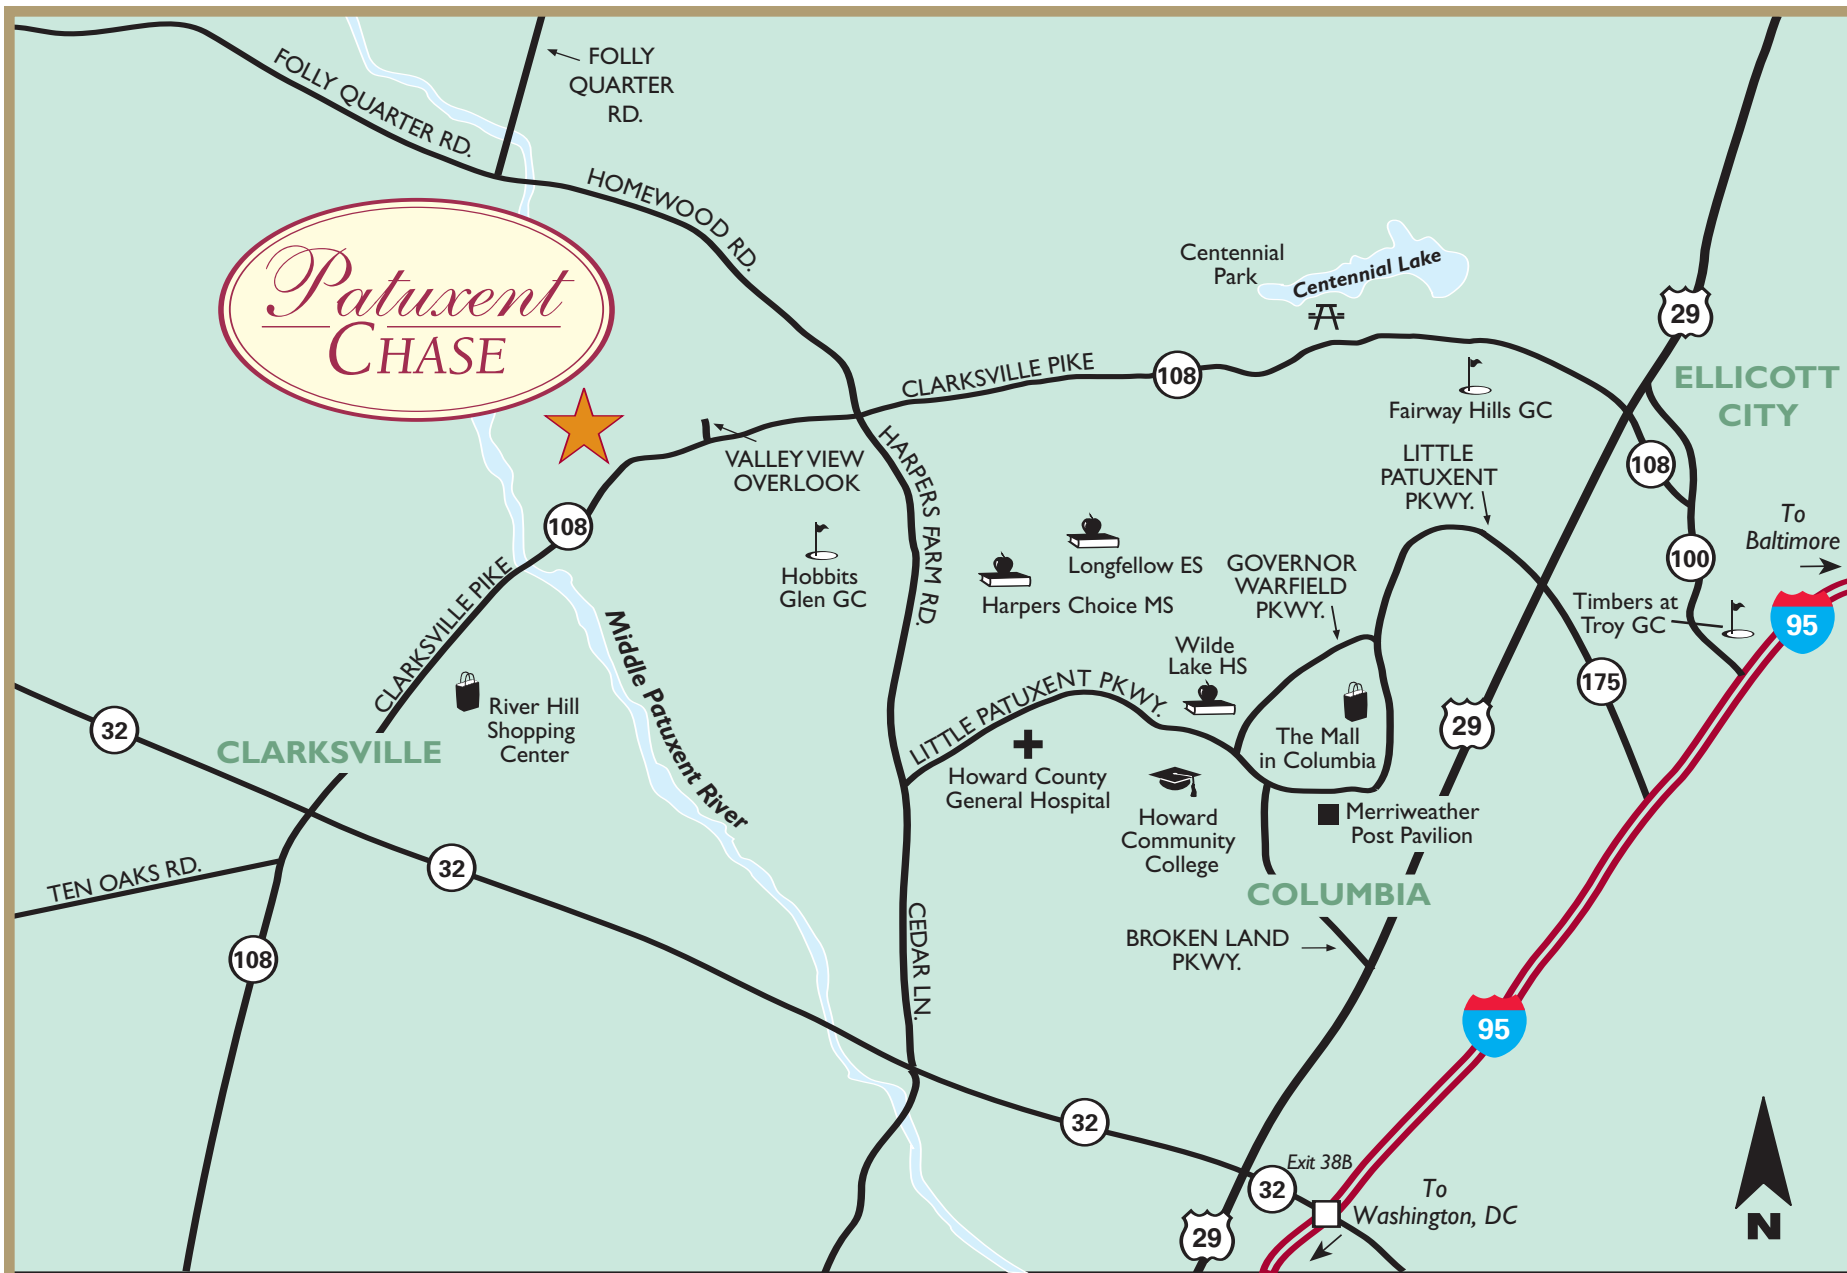 FOLLY
QUARTER
RD.
FOLLY QUARTER RD.
HOMEWOOD RD.
Patuxent
CHASE
Centennial
Park
Centennial Lake
29
ELLICOTT
CITY
CLARKSVILLE PIKE
108
Fairway Hills GC
VALLEY VIEW
OVERLOOK
HARPERS FARM RD.
LITTLE
PATUXENT
PKWY.
108
108
100
To
Baltimore
95
CLARKSVILLE PIKE
Hobbits
Glen GC
Longfellow ES
Harpers Choice MS
GOVERNOR
WARFIELD
PKWY.
Timbers at
Troy GC
Middle Patuxent River
Wilde
Lake HS
175
LITTLE PATUXENT PKWY.
River Hill
Shopping
Center
32
CLARKSVILLE
The Mall
in Columbia
29
Howard County
General Hospital
Howard
Community
College
Merriweather
Post Pavilion
TEN OAKS RD.
32
COLUMBIA
CEDAR LN.
BROKEN LAND
PKWY.
108
95
32
Exit 38B
32
To
Washington, DC
29
N